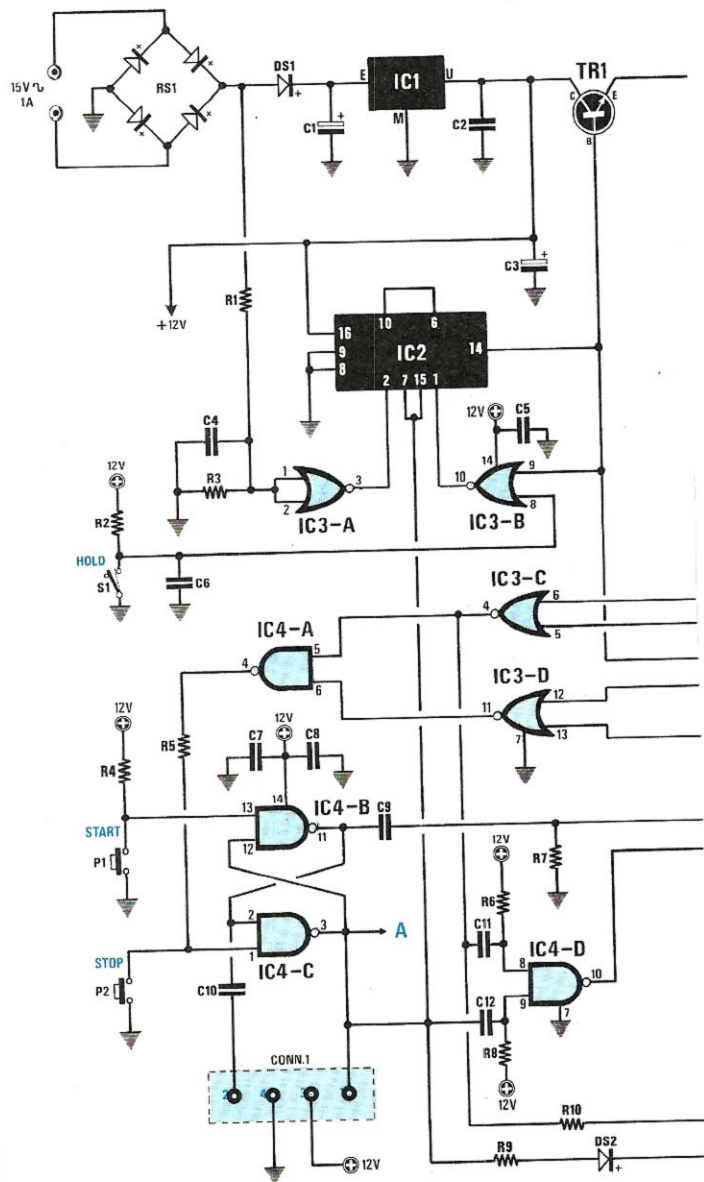 15V ~
1A
RS1
DS1
+
E
IC1
U
M
C1
+
C2
TR1
C
E
B
C3
+
+12V
R1
10
6
16
9
8
IC2
14
2
7
15
1
12V
C5
C4
R3
1
2
3
IC3-A
14
10
9
8
IC3-B
12V
R2
HOLD
S1
C6
IC3-C
4
6
5
IC4-A
4
5
6
IC3-D
11
12
13
7
R5
12V
R4
12V
C7
C8
14
13
12
IC4-B
11
C9
START
P1
R7
12V
R6
2
1
3
A
IC4-C
C11
IC4-D
8
9
10
7
STOP
P2
C10
C12
R8
12V
CONN.1
2
4
3
1
12V
R10
R9
DS2
+